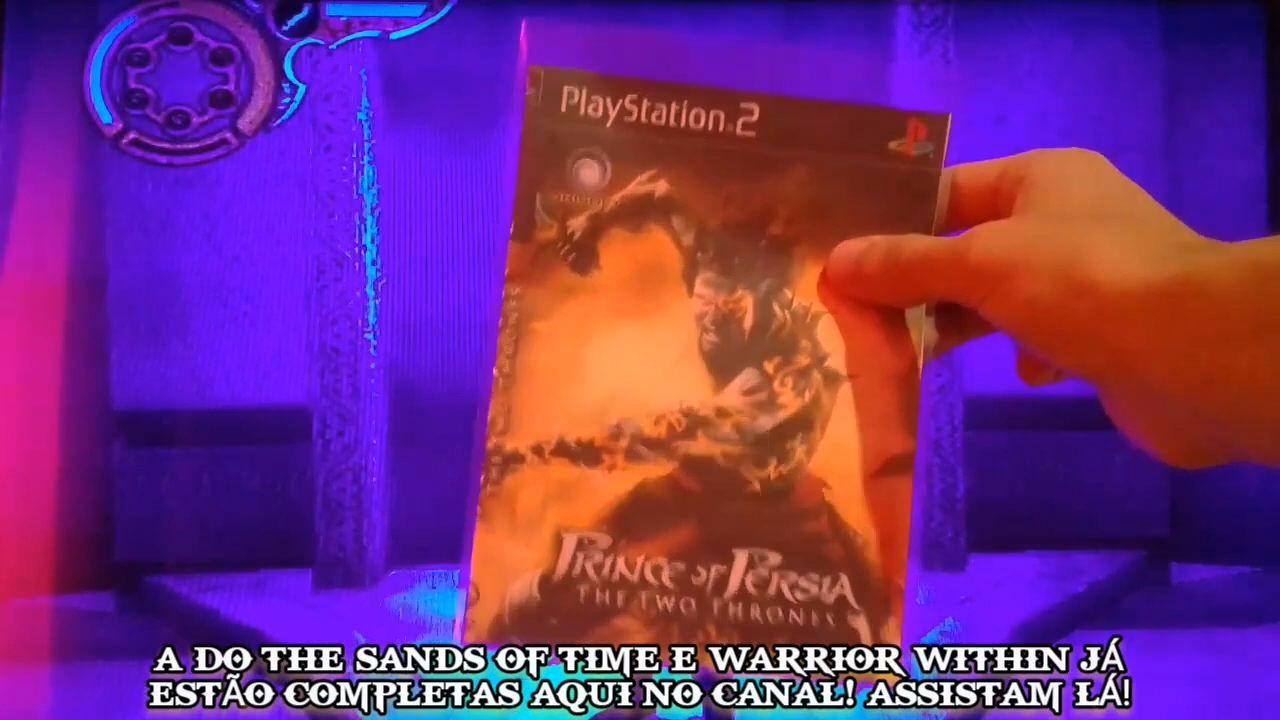 PlayStation.2
PRINCE OF PERSIA
THE TWO THRONES
A DO THE SANDS OF TIME E WARRIOR WITHIN JÁ
ESTÃO COMPLETAS AQUI NO CANAL! ASSISTAM LÁ!